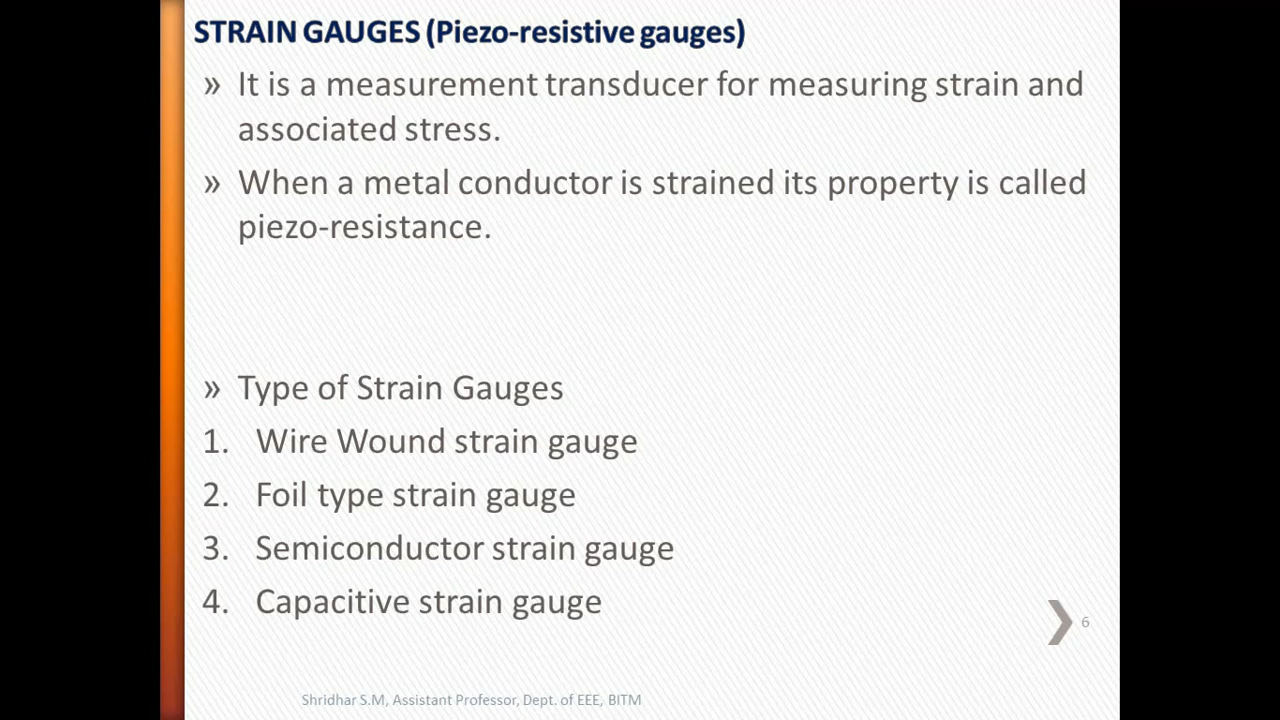 STRAIN GAUGES (Piezo-resistive gauges)
» It is a measurement transducer for measuring strain and
associated stress.
» When a metal conductor is strained its property is called
piezo-resistance.
» Type of Strain Gauges
1. Wire Wound strain gauge
2. Foil type strain gauge
3. Semiconductor strain gauge
4. Capacitive strain gauge
6
Shridhar S.M, Assistant Professor, Dept. of EEE, BITM